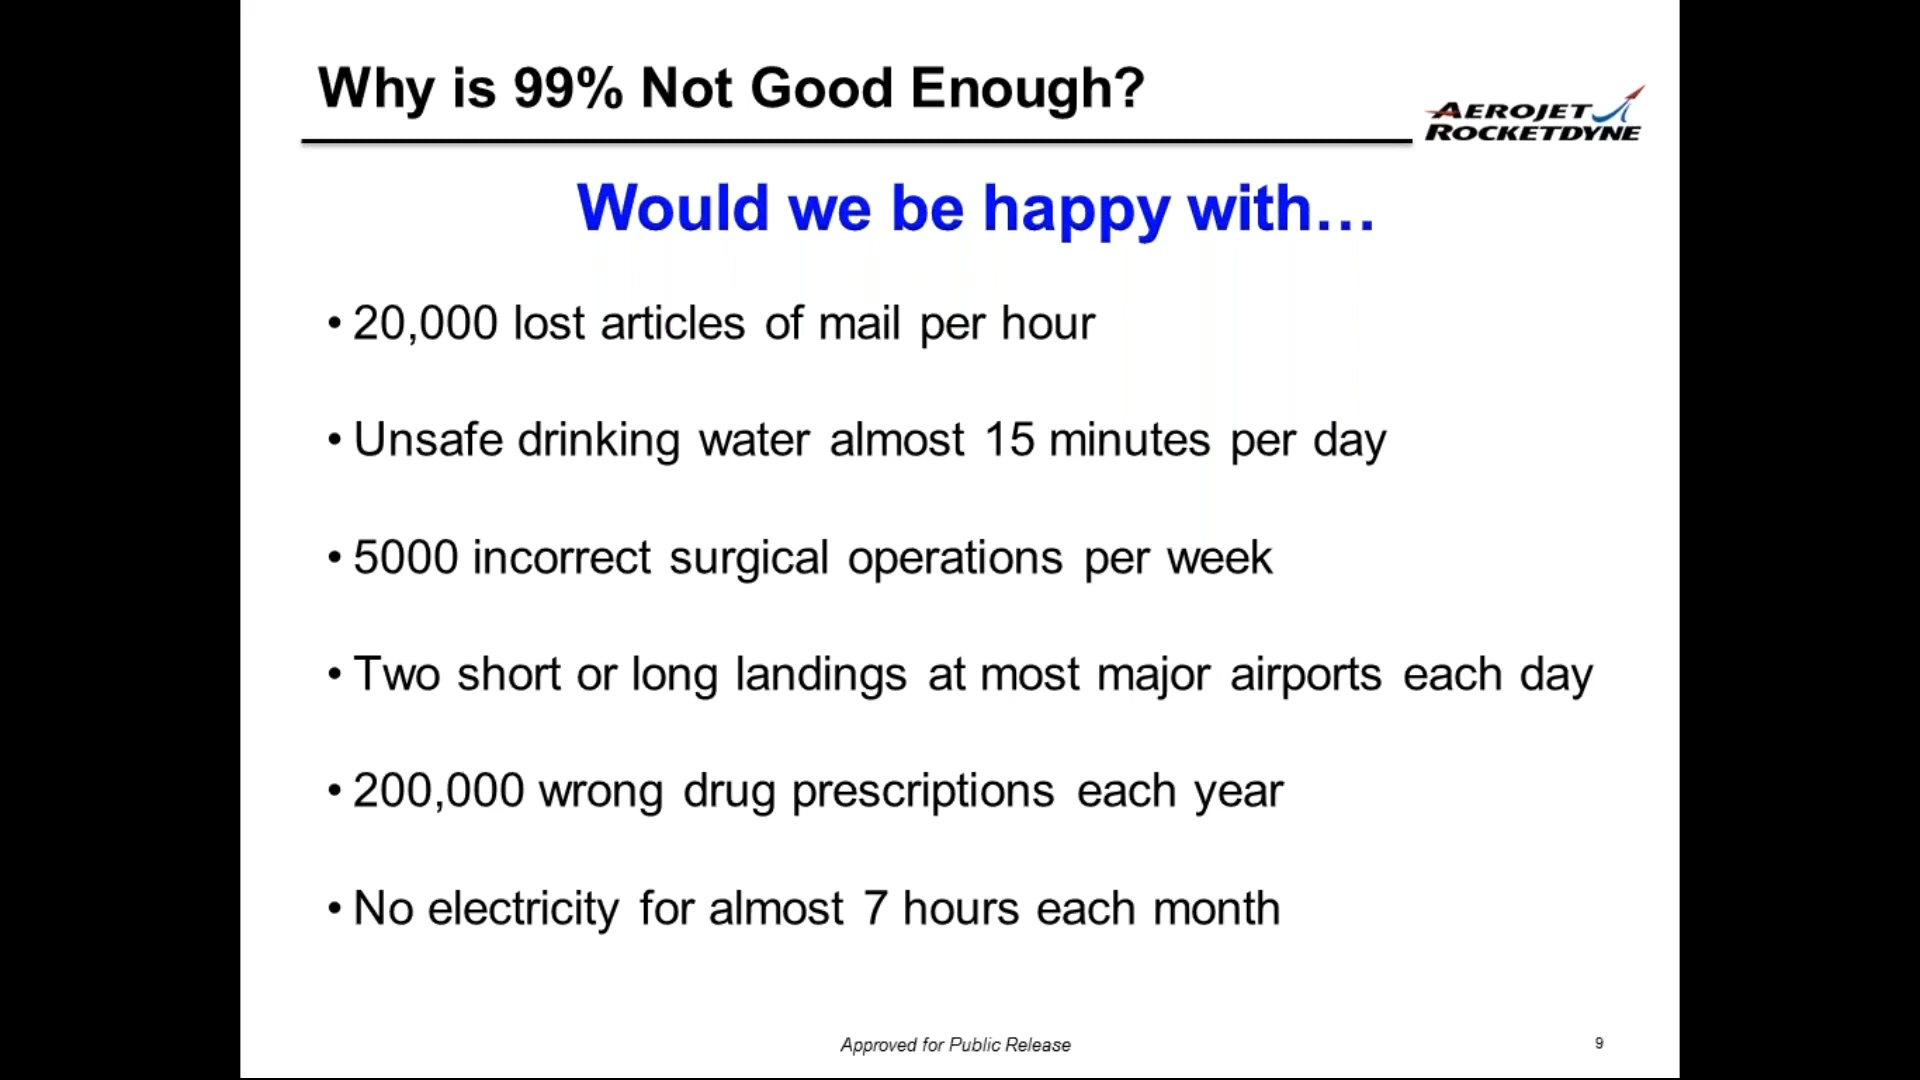 Why is 99% Not Good Enough?
AEROJET
ROCKETDYNE
Would we be happy with…
• 20,000 lost articles of mail per hour
• Unsafe drinking water almost 15 minutes per day
• 5000 incorrect surgical operations per week
• Two short or long landings at most major airports each day
• 200,000 wrong drug prescriptions each year
• No electricity for almost 7 hours each month
Approved for Public Release
9